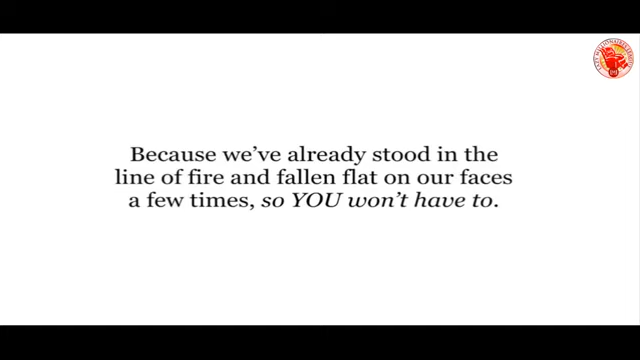 Because we’ve already stood in the
line of fire and fallen flat on our faces
a few times, so YOU won’t have to.